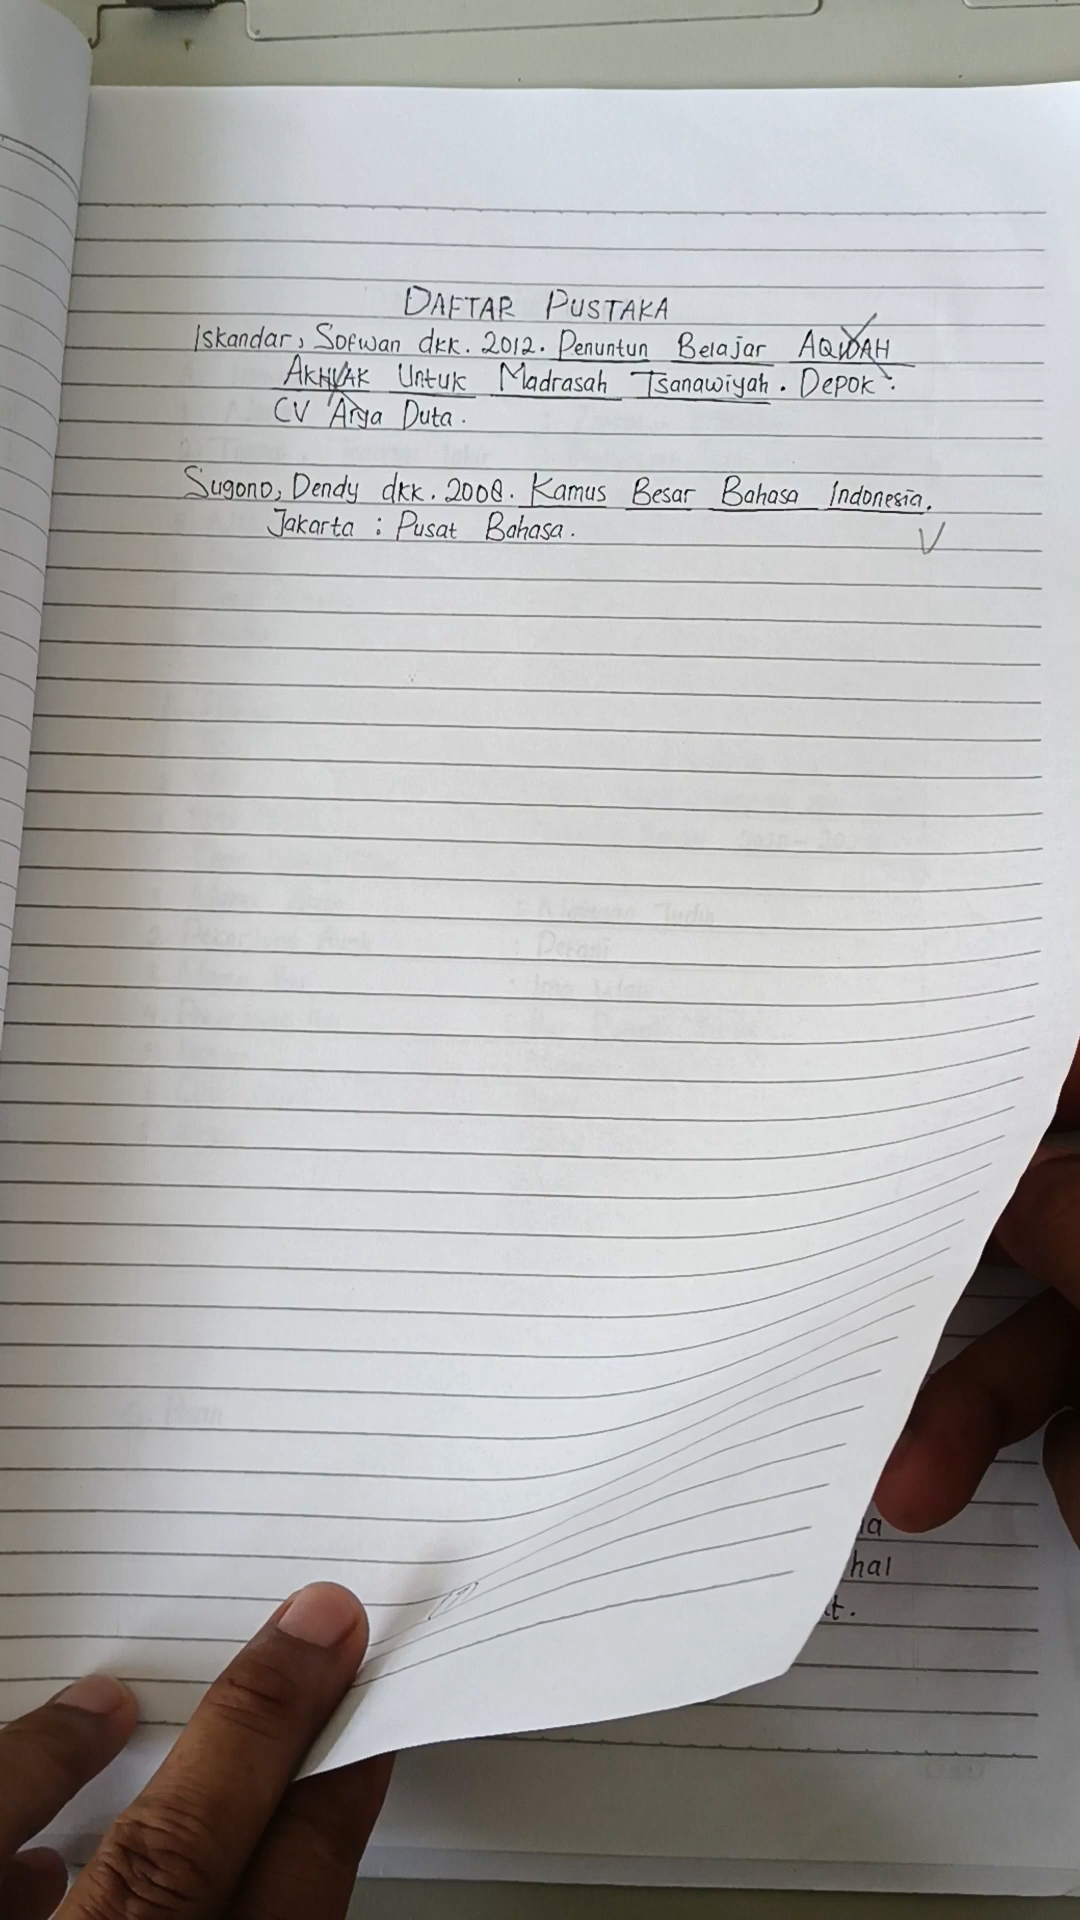 DAFTAR PUSTAKA
Iskandar, Sofwan dkk. 2012. Penuntun Belajar AQIDAH
AKHLAK Untuk Madrasah Tsanawiyah. Depok :
CV Arya Duta.
Sugono, Dendy dkk. 2008. Kamus Besar Bahasa Indonesia.
Jakarta : Pusat Bahasa.
V
hal